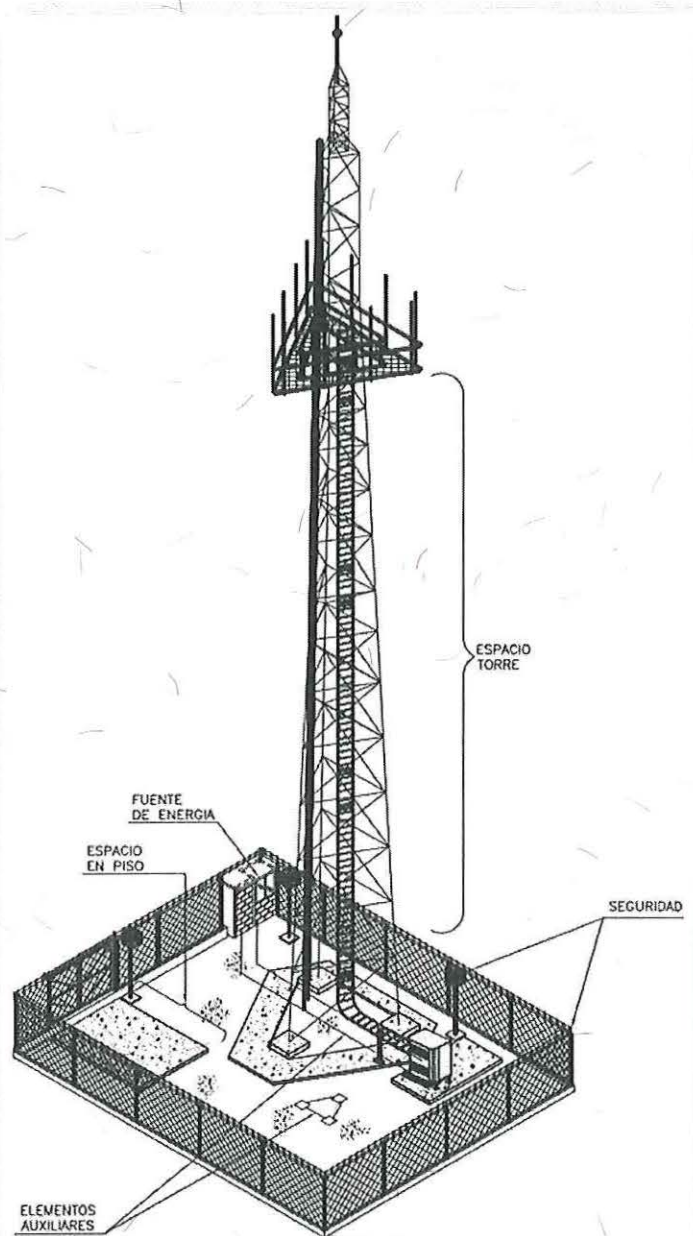 ESPACIO
TORRE
FUENTE
DE ENERGIA
ESPACIO
EN PISO
SEGURIDAD
ELEMENTOS
AUXILIARES